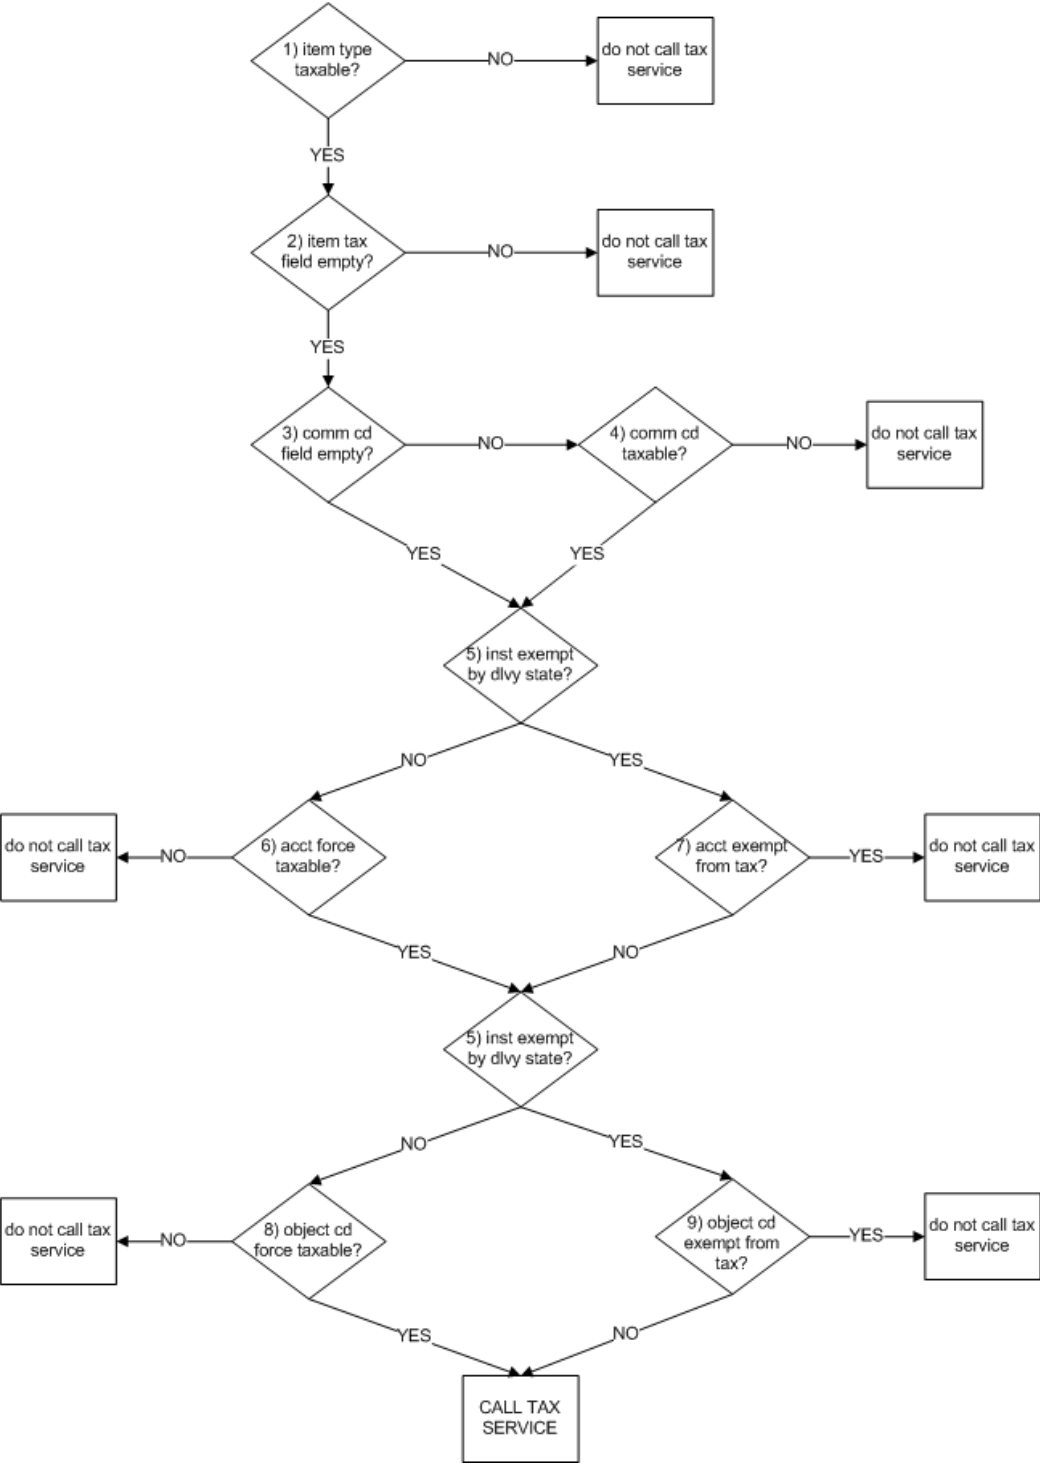 1) item type
taxable?
NO
do not call tax
service
YES
2) item tax
field empty?
NO
do not call tax
service
YES
3) comm cd
field empty?
NO
4) comm cd
taxable?
NO
do not call tax
service
YES
YES
5) inst exempt
by dlvy state?
NO
YES
do not call tax
service
NO
6) acct force
taxable?
7) acct exempt
from tax?
YES
do not call tax
service
YES
NO
5) inst exempt
by dlvy state?
NO
YES
do not call tax
service
NO
8) object cd
force taxable?
9) object cd
exempt from
tax?
YES
do not call tax
service
YES
NO
CALL TAX
SERVICE